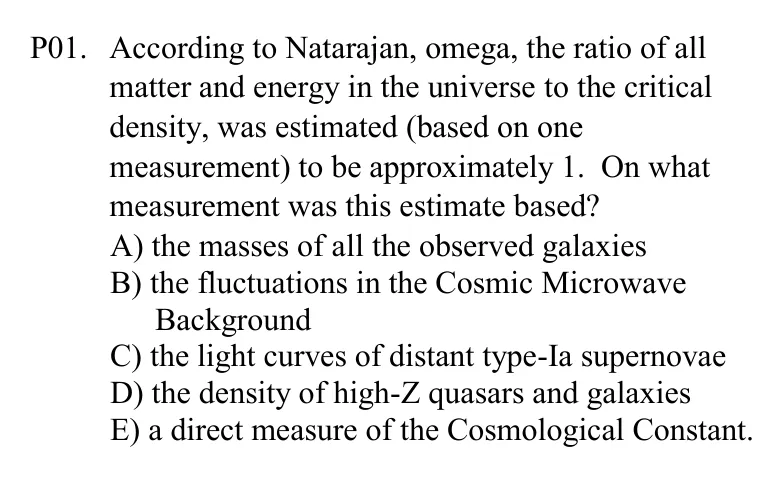 P01. According to Natarajan, omega, the ratio of all
matter and energy in the universe to the critical
density, was estimated (based on one
measurement) to be approximately 1. On what
measurement was this estimate based?
A) the masses of all the observed galaxies
B) the fluctuations in the Cosmic Microwave
Background
C) the light curves of distant type-Ia supernovae
D) the density of high-Z quasars and galaxies
E) a direct measure of the Cosmological Constant.